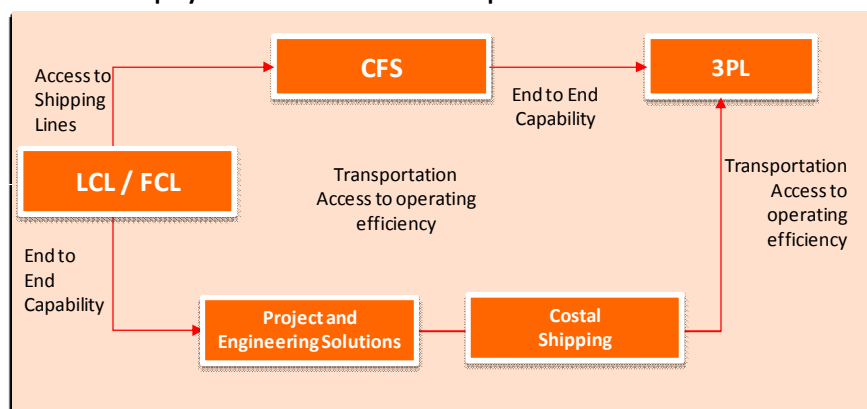 CFS
3PL
Access to
Shipping
Lines
End to End
Capability
LCL / FCL
Transportation
Access to operating
efficiency
Transportation
Access to
operating
efficiency
End to
End
Capability
Project and
Engineering Solutions
Costal
Shipping